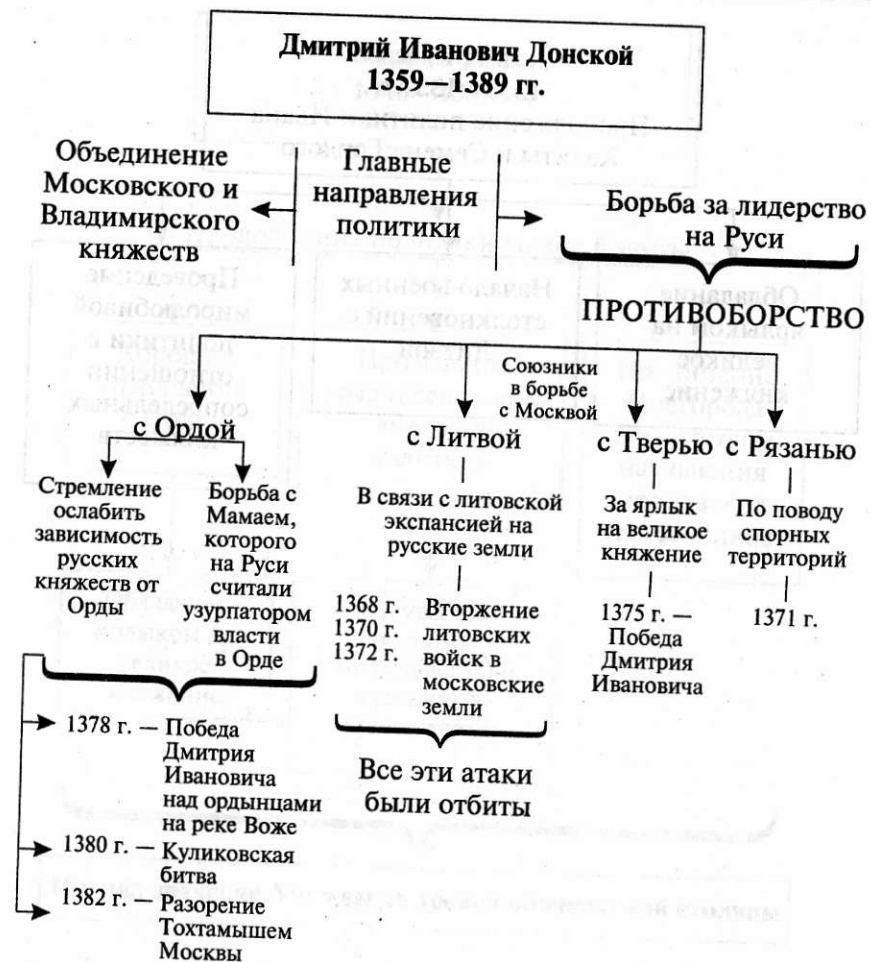 Дмитрий Иванович Донской
1359—1389 гг.
Объединение
Московского и
Владимирского
княжеств
Главные
направления
политики
Борьба за лидерство
на Руси
ПРОТИВОБОРСТВО
Союзники
в борьбе
с Москвой
с Ордой
с Литвой
с Тверью
с Рязанью
Стремление
ослабить
зависимость
русских
княжеств от
Орды
Борьба с
Мамаем,
которого
на Руси
считали
узурпатором
власти
в Орде
1378 г. — Победа
Дмитрия
Ивановича
над ордынцами
на реке Воже
1380 г. — Куликовская
битва
1382 г. — Разорение
Тохтамышем
Москвы
В связи с литовской
экспансией на
русские земли
1368 г. Вторжение
1370 г. литовских
1372 г. войск в
московские
земли
Все эти атаки
были отбиты
За ярлык
на великое
княжение
1375 г. —
Победа
Дмитрия
Ивановича
По поводу
спорных
территорий
1371 г.